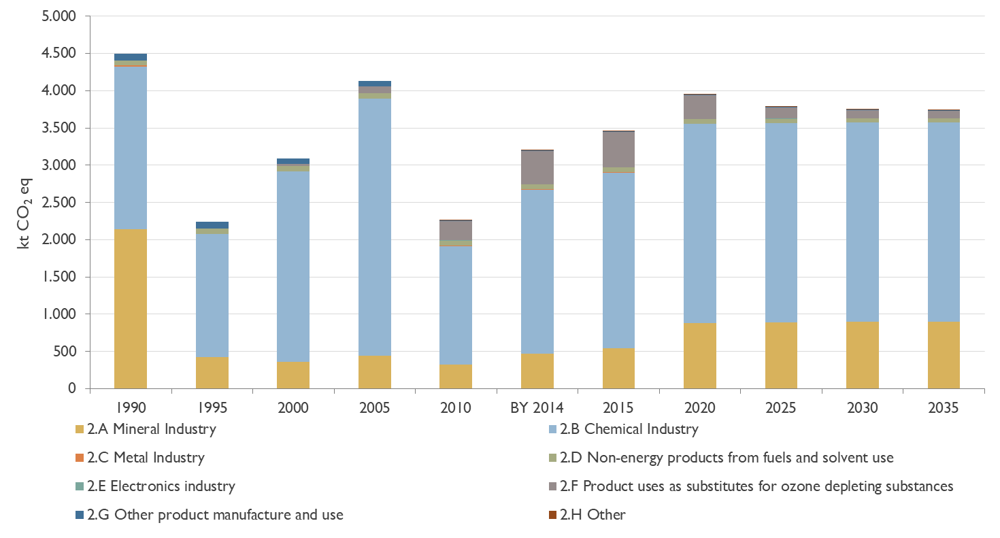 5.000
4.500
4.000
3.500
3.000
2.500
2.000
1.500
1.000
500
0
kt CO₂ eq
1990 1995 2000 2005 2010 BY 2014 2015 2020 2025 2030 2035
2.A Mineral Industry 2.B Chemical Industry
2.C Metal Industry 2.D Non-energy products from fuels and solvent use
2.E Electronics industry 2.F Product uses as substitutes for ozone depleting substances
2.G Other product manufacture and use 2.H Other